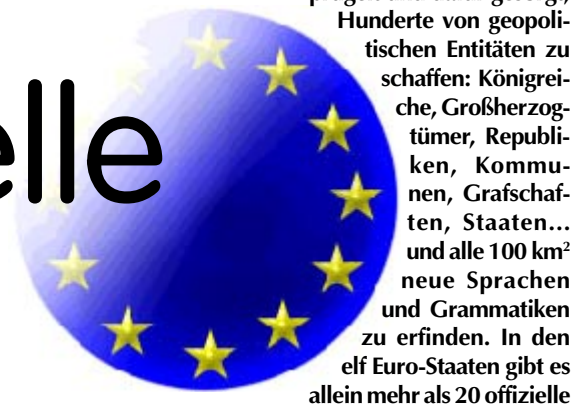 elle
Hunderte von geopoli-
tischen Entitäten zu
schaffen: Königrei-
che, Großherzog-
tümer, Republi-
ken, Kommu-
nen, Grafschaf-
ten, Staaten...
und alle 100 km²
neue Sprachen
und Grammatiken
zu erfinden. In den
elf Euro-Staaten gibt es
allein mehr als 20 offizielle